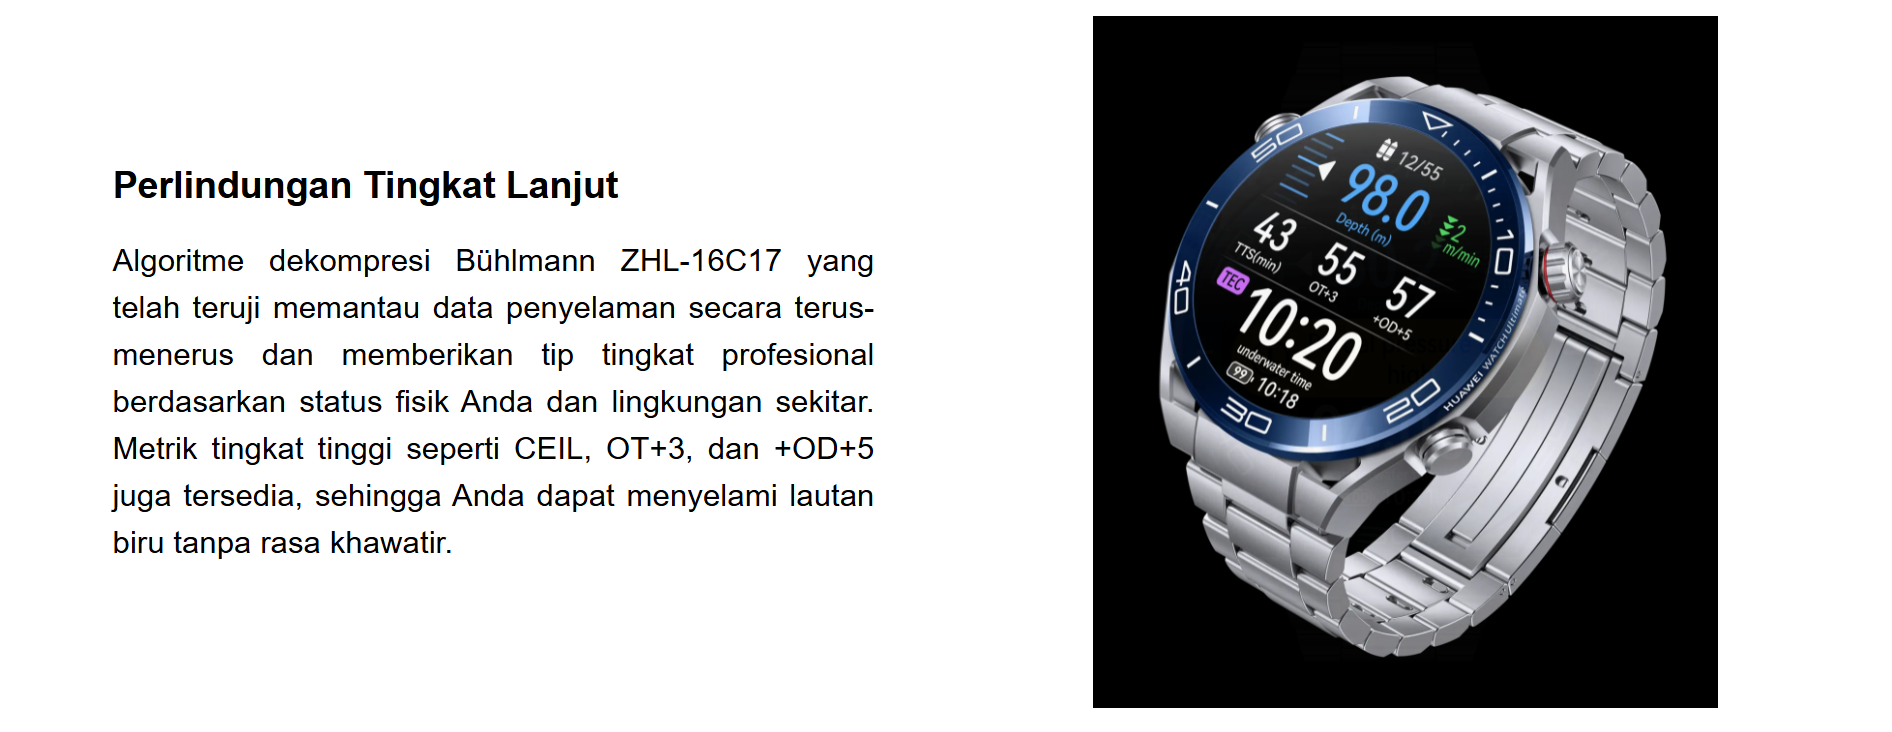 Perlindungan Tingkat Lanjut
Algoritme dekompresi Bühlmann ZHL-16C17 yang
telah teruji memantau data penyelaman secara terus-
menerus dan memberikan tip tingkat profesional
berdasarkan status fisik Anda dan lingkungan sekitar.
Metrik tingkat tinggi seperti CEIL, OT+3, dan +OD+5
juga tersedia, sehingga Anda dapat menyelami lautan
biru tanpa rasa khawatir.
50
10
20
30
40
12/55
98.0
Depth (m)
2
m/min
43
TTS(min)
55
OT+3
57
+OD+5
TEC
10:20
underwater time
99
10:18
HUAWEI WATCH Ultimate